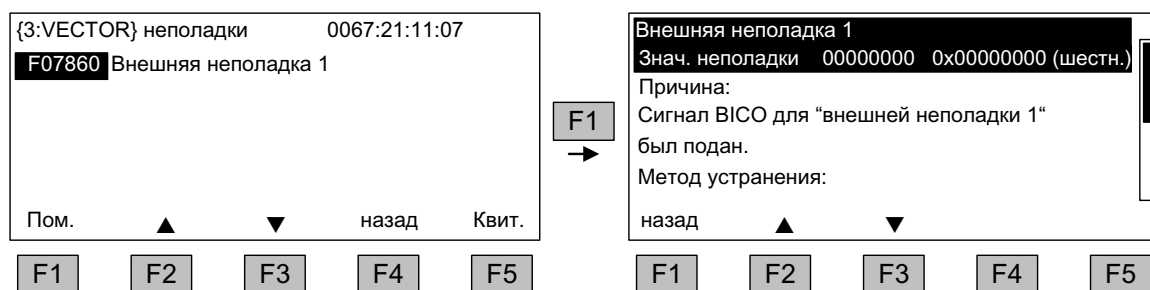 {3:VECTOR} неполадки 0067:21:11:07
F07860 Внешняя неполадка 1
Пом. ▲ ▼ назад Квит.
F1 F2 F3 F4 F5
F1
Внешняя неполадка 1
Знач. неполадки 00000000 0x00000000 (шестн.)
Причина:
Сигнал BICO для “внешней неполадки 1“
был подан.
Метод устранения:
назад ▲ ▼
F1 F2 F3 F4 F5